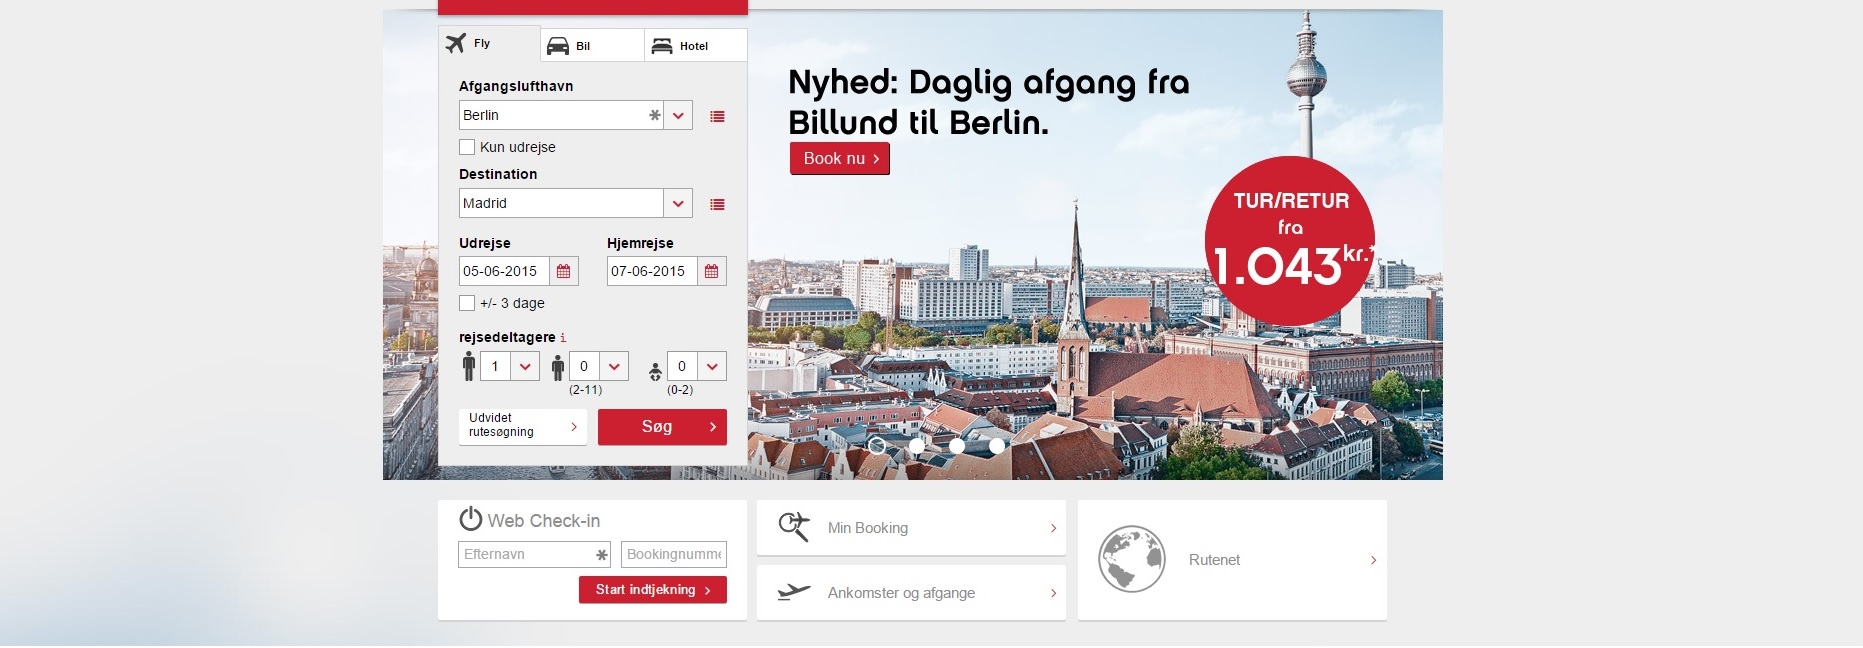 Fly
Bil
Hotel
Afgangslufthavn
Berlin
Kun udrejse
Destination
Madrid
Udrejse
Hjemrejse
05-06-2015
07-06-2015
+/- 3 dage
rejsedeltagere i
1
0
0
(2-11)
(0-2)
Udvidet
rutesøgning
Søg
Nyhed: Daglig afgang fra
Billund til Berlin.
Book nu
TUR/RETUR
fra
1.043kr.*
Web Check-in
Efternavn
Bookingnumme
Start indtjekning
Min Booking
Ankomster og afgange
Rutenet